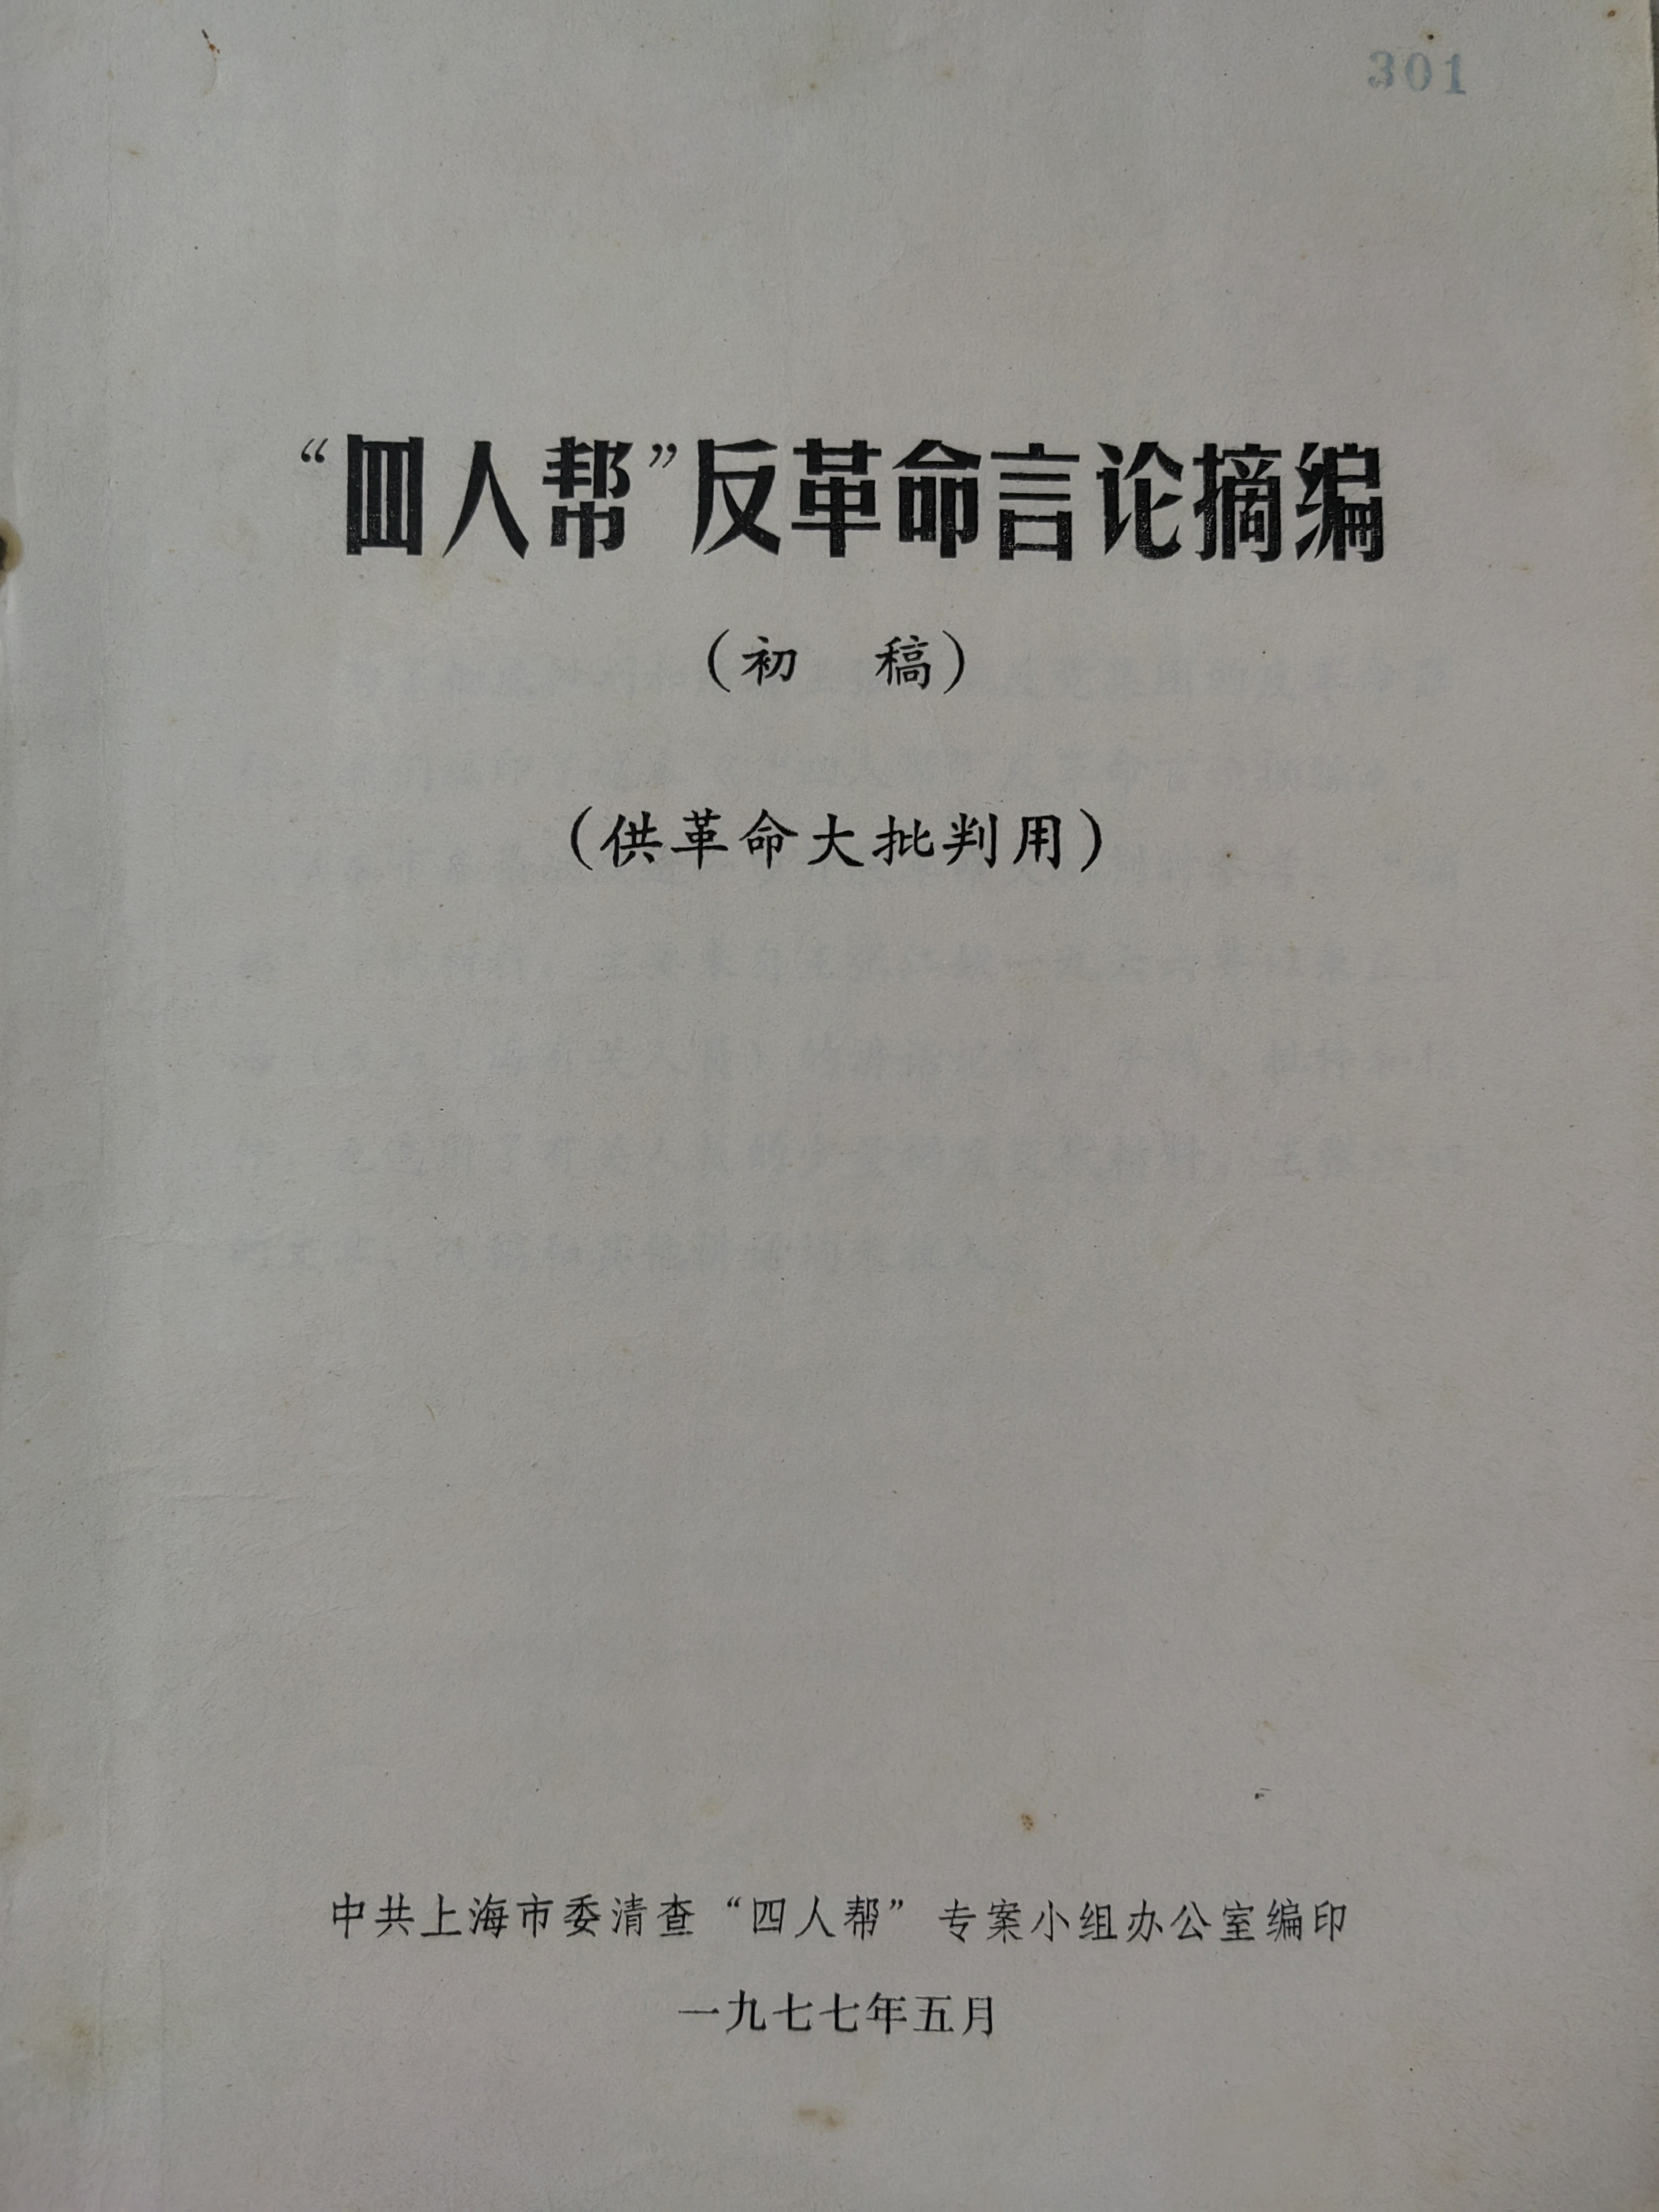 301
“四人帮”反革命言论摘编
（初　稿）
（供革命大批判用）
中共上海市委清查“四人帮”专案小组办公室编印
一九七七年五月